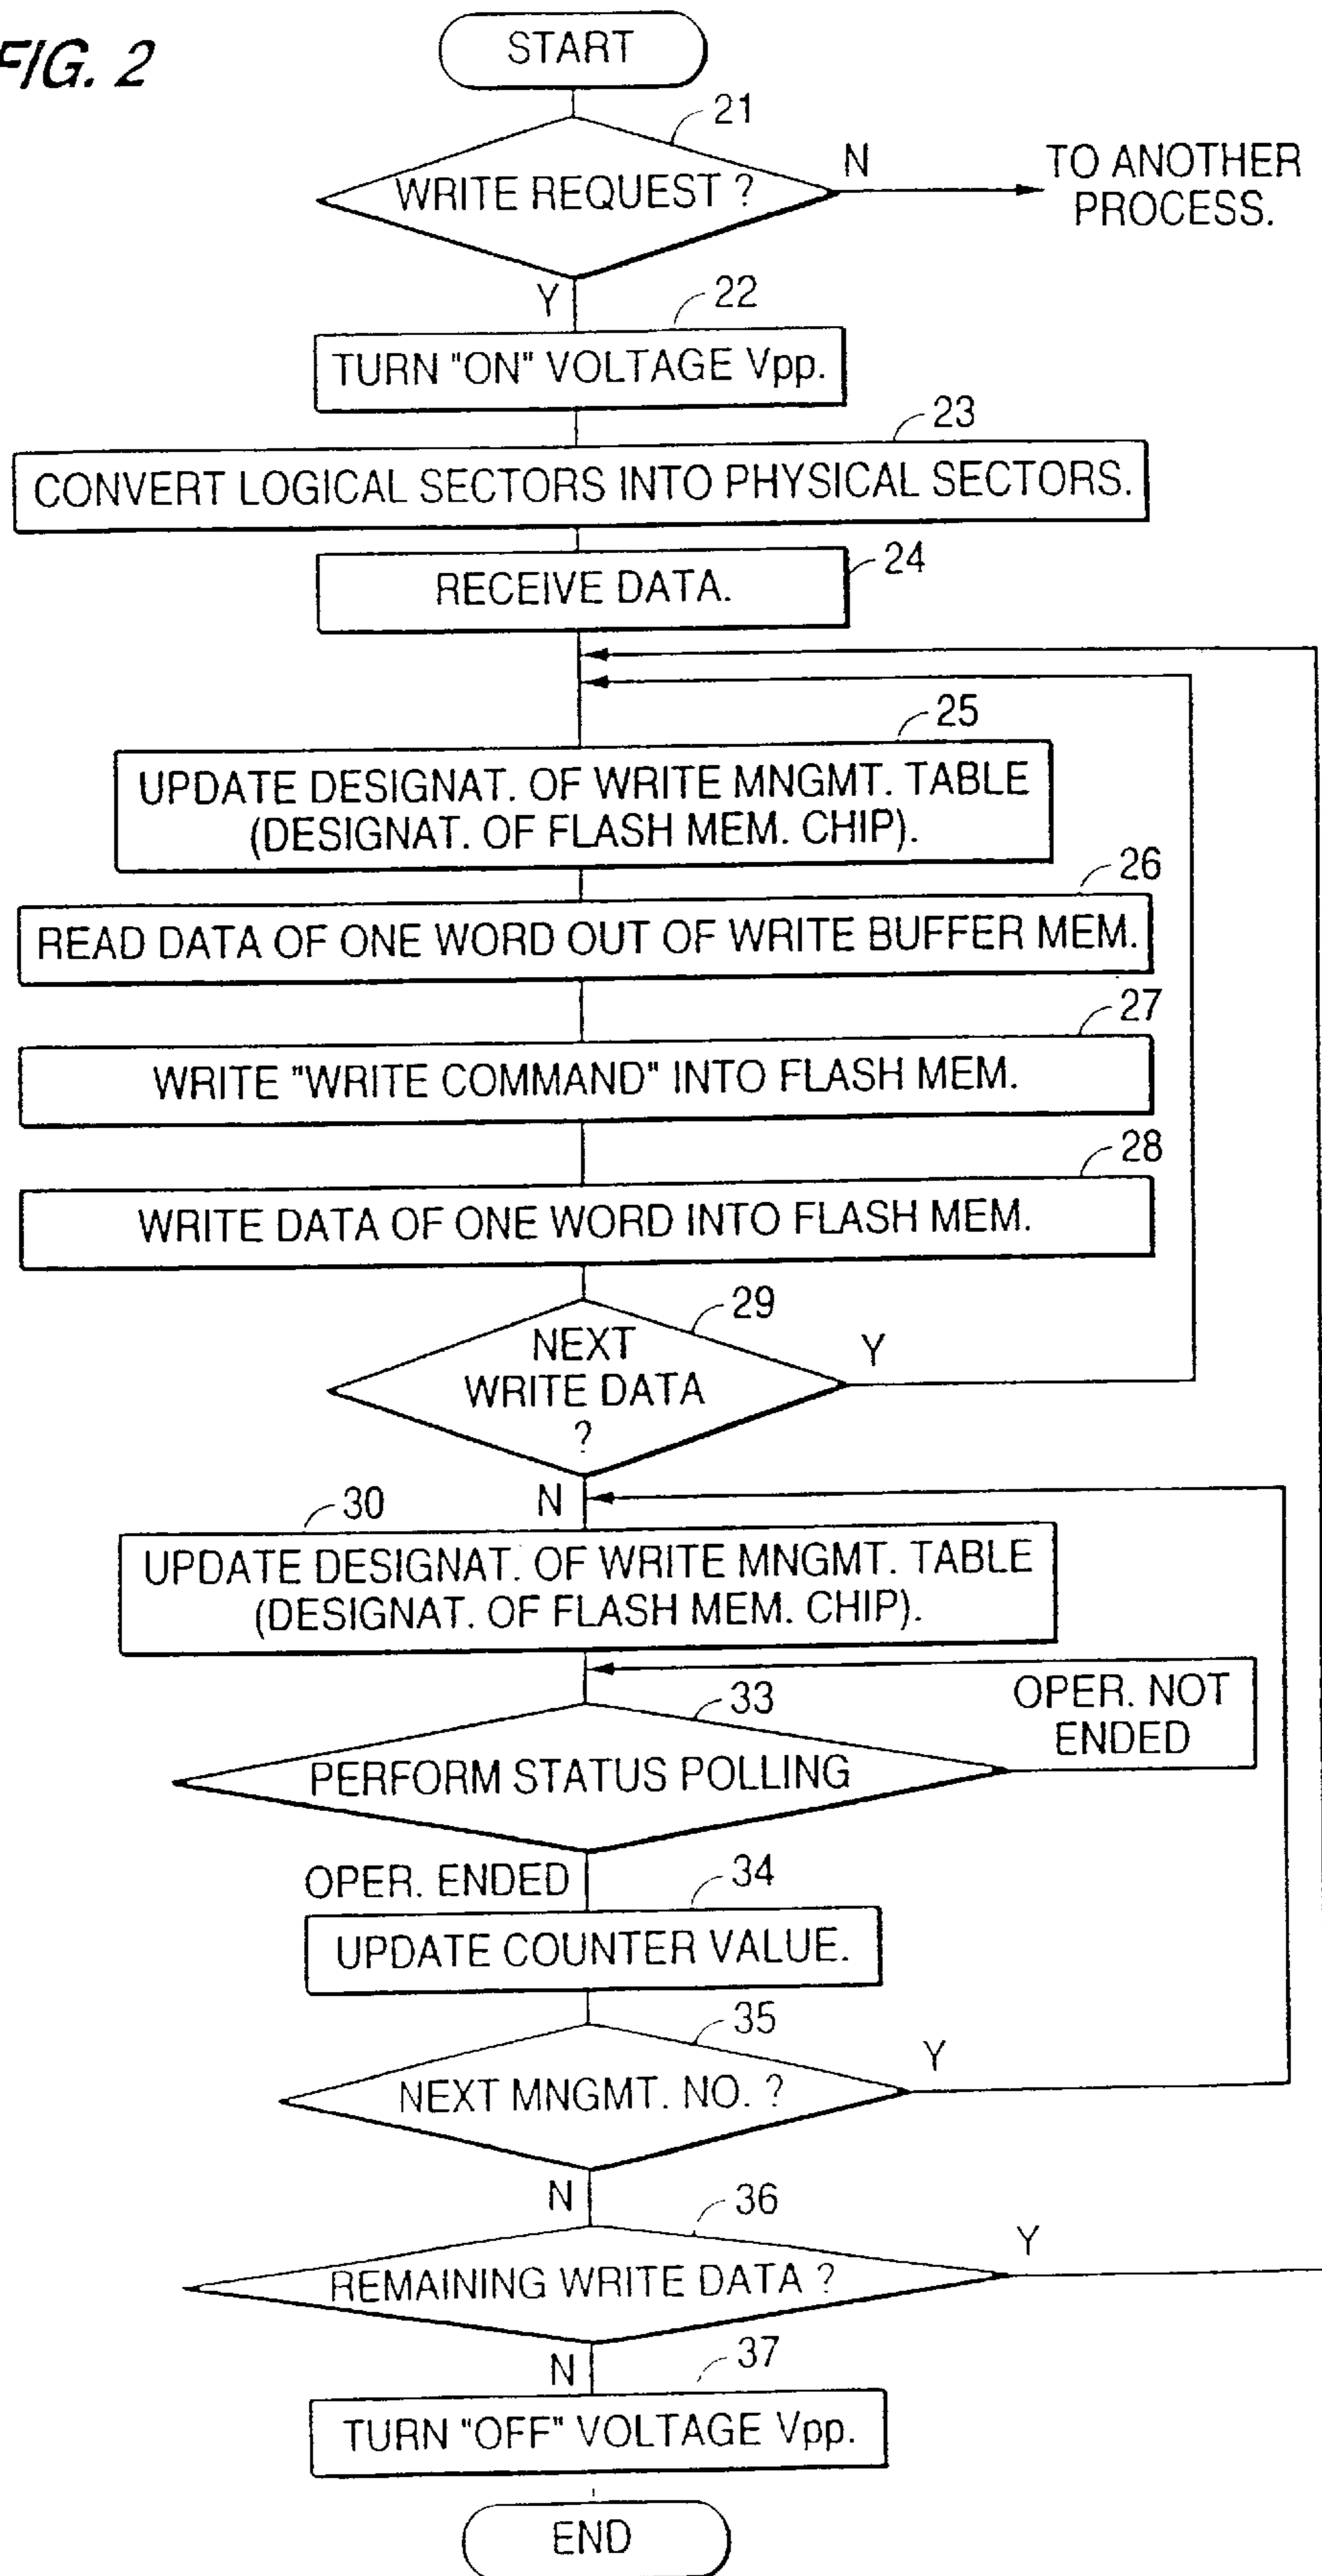 FIG. 2
START
21
WRITE REQUEST ?
N
TO ANOTHER
PROCESS.
Y
22
TURN "ON" VOLTAGE Vpp.
23
CONVERT LOGICAL SECTORS INTO PHYSICAL SECTORS.
24
RECEIVE DATA.
25
UPDATE DESIGNAT. OF WRITE MNGMT. TABLE
(DESIGNAT. OF FLASH MEM. CHIP).
26
READ DATA OF ONE WORD OUT OF WRITE BUFFER MEM.
27
WRITE "WRITE COMMAND" INTO FLASH MEM.
28
WRITE DATA OF ONE WORD INTO FLASH MEM.
29
NEXT
WRITE DATA
?
Y
N
30
UPDATE DESIGNAT. OF WRITE MNGMT. TABLE
(DESIGNAT. OF FLASH MEM. CHIP).
33
OPER. NOT
ENDED
PERFORM STATUS POLLING
OPER. ENDED
34
UPDATE COUNTER VALUE.
35
NEXT MNGMT. NO. ?
Y
N
36
REMAINING WRITE DATA ?
Y
N
37
TURN "OFF" VOLTAGE Vpp.
END